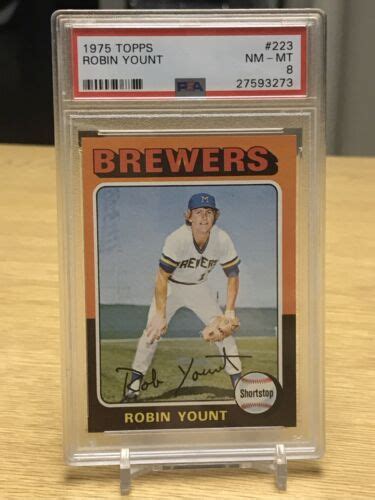 1975 TOPPS #223
ROBIN YOUNT NM - MT
PSA 8
27593273
BREWERS
M
BREWERS
Rob Yount
ROBIN YOUNT
Shortstop